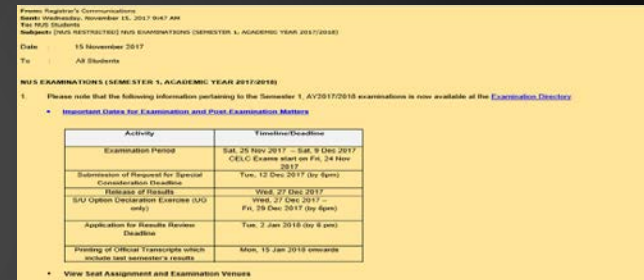 From: Registrar's Communications
Sent: Wednesday, November 15, 2017 9:47 AM
To: NUS Students
Subject: [NUS RESTRICTED] NUS EXAMINATIONS (SEMESTER 1, ACADEMIC YEAR 2017/2018)
Date : 15 November 2017
To : All Students
NUS EXAMINATIONS (SEMESTER 1, ACADEMIC YEAR 2017/2018)
1. Please note that the following information pertaining to the Semester 1, AY2017/2018 examinations is now available at the Examination Directory
• Important Dates for Examination and Post-Examination Matters
Activity Timeline/Deadline
Examination Period Sat, 25 Nov 2017 – Sat, 9 Dec 2017
CELC Exams start on Fri, 24 Nov
2017
Submission of Request for Special Tue, 12 Dec 2017 (by 6pm)
Consideration Deadline
Release of Results Wed, 27 Dec 2017
S/U Option Declaration Exercise (UG Wed, 27 Dec 2017 –
only) Fri, 29 Dec 2017 (by 6pm)
Application for Results Review Tue, 2 Jan 2018 (by 6 pm)
Deadline
Printing of Official Transcripts which Mon, 15 Jan 2018 onwards
include last semester's results
• View Seat Assignment and Examination Venues